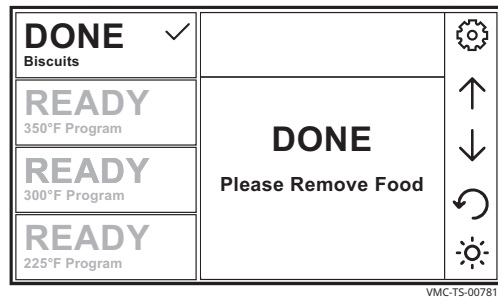 DONE
Biscuits
READY
350°F Program
READY
300°F Program
READY
225°F Program
DONE
Please Remove Food
VMC-TS-00781